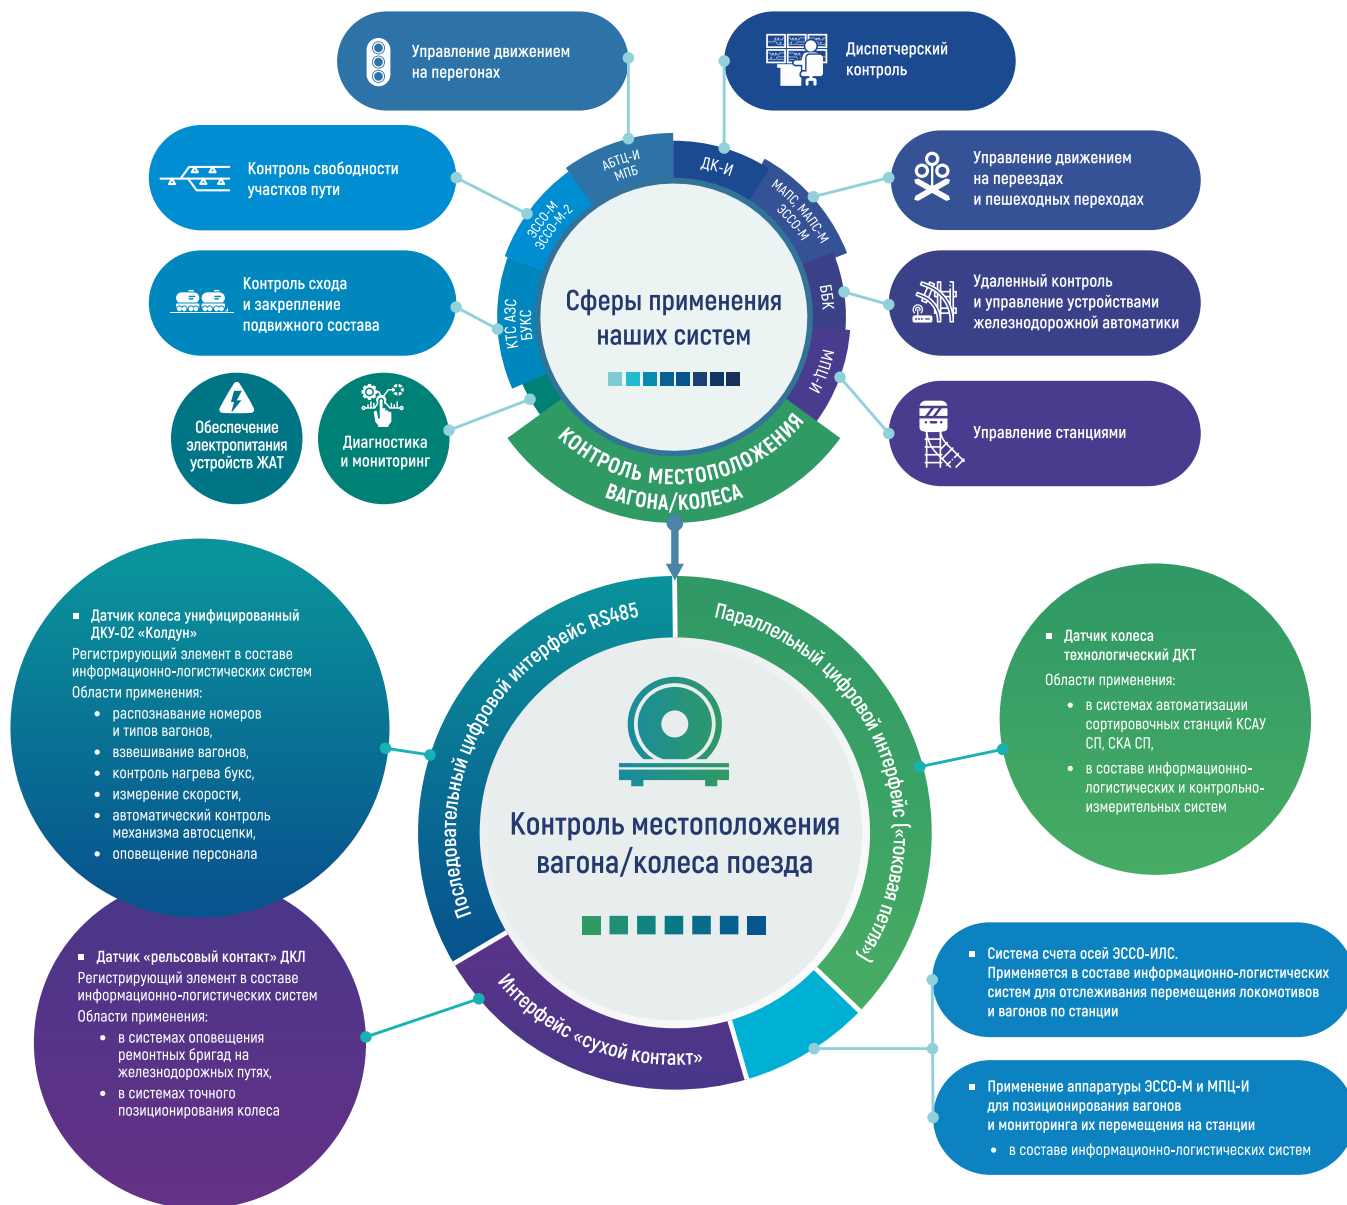 Управление движением
на перегонах
Диспетчерский
контроль
Контроль свободности
участков пути
Управление движением
на переездах
и пешеходных переходах
Контроль схода
и закрепление
подвижного состава
Удаленный контроль
и управление устройствами
железнодорожной автоматики
Обеспечение
электропитания
устройств ЖАТ
Диагностика
и мониторинг
Управление станциями
АБТЦ-И
МПБ
ДК-И
ЭССО-М
ЭССО-М-2
МАПС, МАПС-М
ЭССО-М
КТС АЗС
БУКС
ББК
МПЦ-И
Сферы применения
наших систем
КОНТРОЛЬ МЕСТОПОЛОЖЕНИЯ
ВАГОНА/КОЛЕСА
Последовательный цифровой интерфейс RS485
Параллельный цифровой интерфейс («токовая петля»)
Интерфейс «сухой контакт»
Контроль местоположения
вагона/колеса поезда
▪ Датчик колеса унифицированный
ДКУ-02 «Колдун»
Регистрирующий элемент в составе
информационно-логистических систем
Области применения:
• распознавание номеров
и типов вагонов,
• взвешивание вагонов,
• контроль нагрева букс,
• измерение скорости,
• автоматический контроль
механизма автосцепки,
• оповещение персонала
▪ Датчик колеса
технологический ДКТ
Области применения:
• в системах автоматизации
сортировочных станций КСАУ
СП, СКА СП,
• в составе информационно-
логистических и контрольно-
измерительных систем
▪ Датчик «рельсовый контакт» ДКЛ
Регистрирующий элемент в составе
информационно-логистических систем
Области применения:
• в системах оповещения
ремонтных бригад на
железнодорожных путях,
• в системах точного
позиционирования колеса
▪ Система счета осей ЭССО-ИЛС.
Применяется в составе информационно-логистических
систем для отслеживания перемещения локомотивов
и вагонов по станции
▪ Применение аппаратуры ЭССО-М и МПЦ-И
для позиционирования вагонов
и мониторинга их перемещения на станции
• в составе информационно-логистических систем